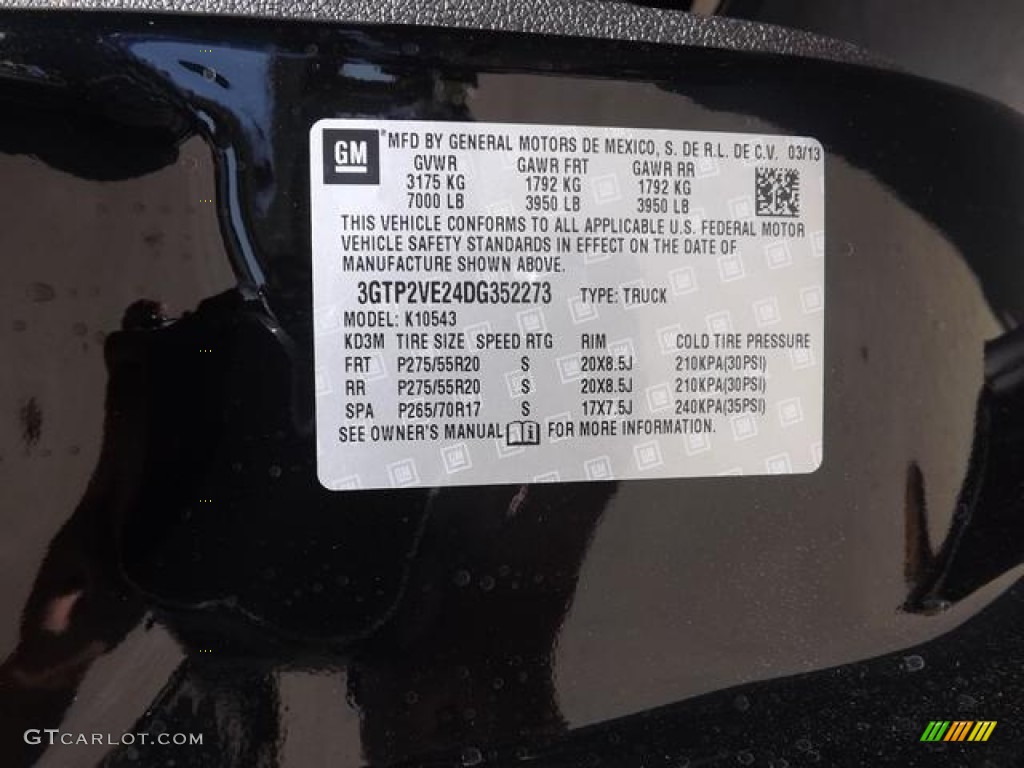 GM ® MFD BY GENERAL MOTORS DE MEXICO, S. DE R.L. DE C.V. 03/13
GVWR GAWR FRT GAWR RR
3175 KG 1792 KG 1792 KG
7000 LB 3950 LB 3950 LB
THIS VEHICLE CONFORMS TO ALL APPLICABLE U.S. FEDERAL MOTOR
VEHICLE SAFETY STANDARDS IN EFFECT ON THE DATE OF
MANUFACTURE SHOWN ABOVE.
3GTP2VE24DG352273 TYPE: TRUCK
MODEL: K10543
KD3M TIRE SIZE SPEED RTG RIM COLD TIRE PRESSURE
FRT P275/55R20 S 20X8.5J 210KPA(30PSI)
RR P275/55R20 S 20X8.5J 210KPA(30PSI)
SPA P265/70R17 S 17X7.5J 240KPA(35PSI)
SEE OWNER'S MANUAL i FOR MORE INFORMATION.
GTCARLOT.COM